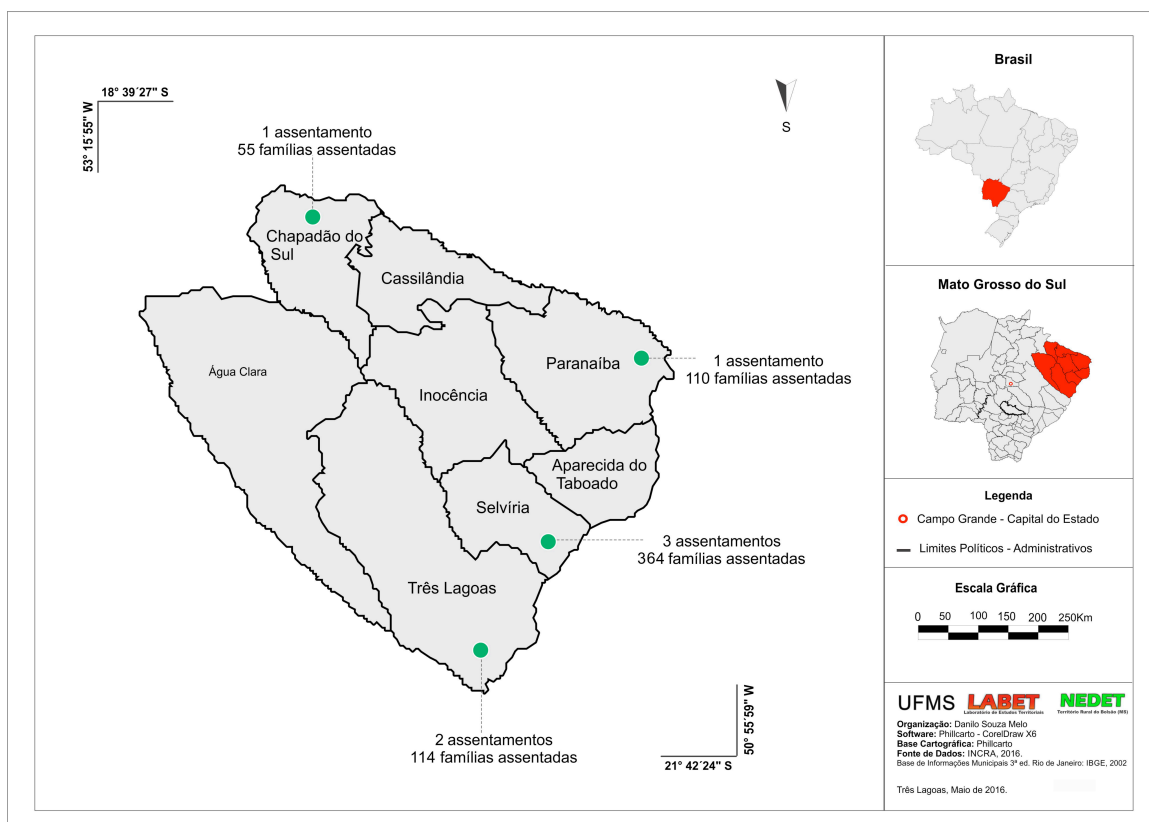 18° 39´27" S
53° 15´55" W
S
1 assentamento
55 famílias assentadas
Chapadão do
Sul
Cassilândia
Água Clara
Inocência
Paranaíba
1 assentamento
110 famílias assentadas
Aparecida do
Taboado
Selvíria
3 assentamentos
364 famílias assentadas
Três Lagoas
2 assentamentos
114 famílias assentadas
50° 55´59" W
21° 42´24" S
Brasil
Mato Grosso do Sul
Legenda
Campo Grande - Capital do Estado
Limites Políticos - Administrativos
Escala Gráfica
0 50 100 150 200 250Km
UFMS LABET NEDET
Laboratório de Estudos Territoriais Território Rural do Bolsão (MS)
Organização: Danilo Souza Melo
Software: Phillcarto - CorelDraw X6
Base Cartográfica: Phillcarto
Fonte de Dados: INCRA, 2016.
Base de Informações Municipais 3ª ed. Rio de Janeiro: IBGE, 2002
Três Lagoas, Maio de 2016.